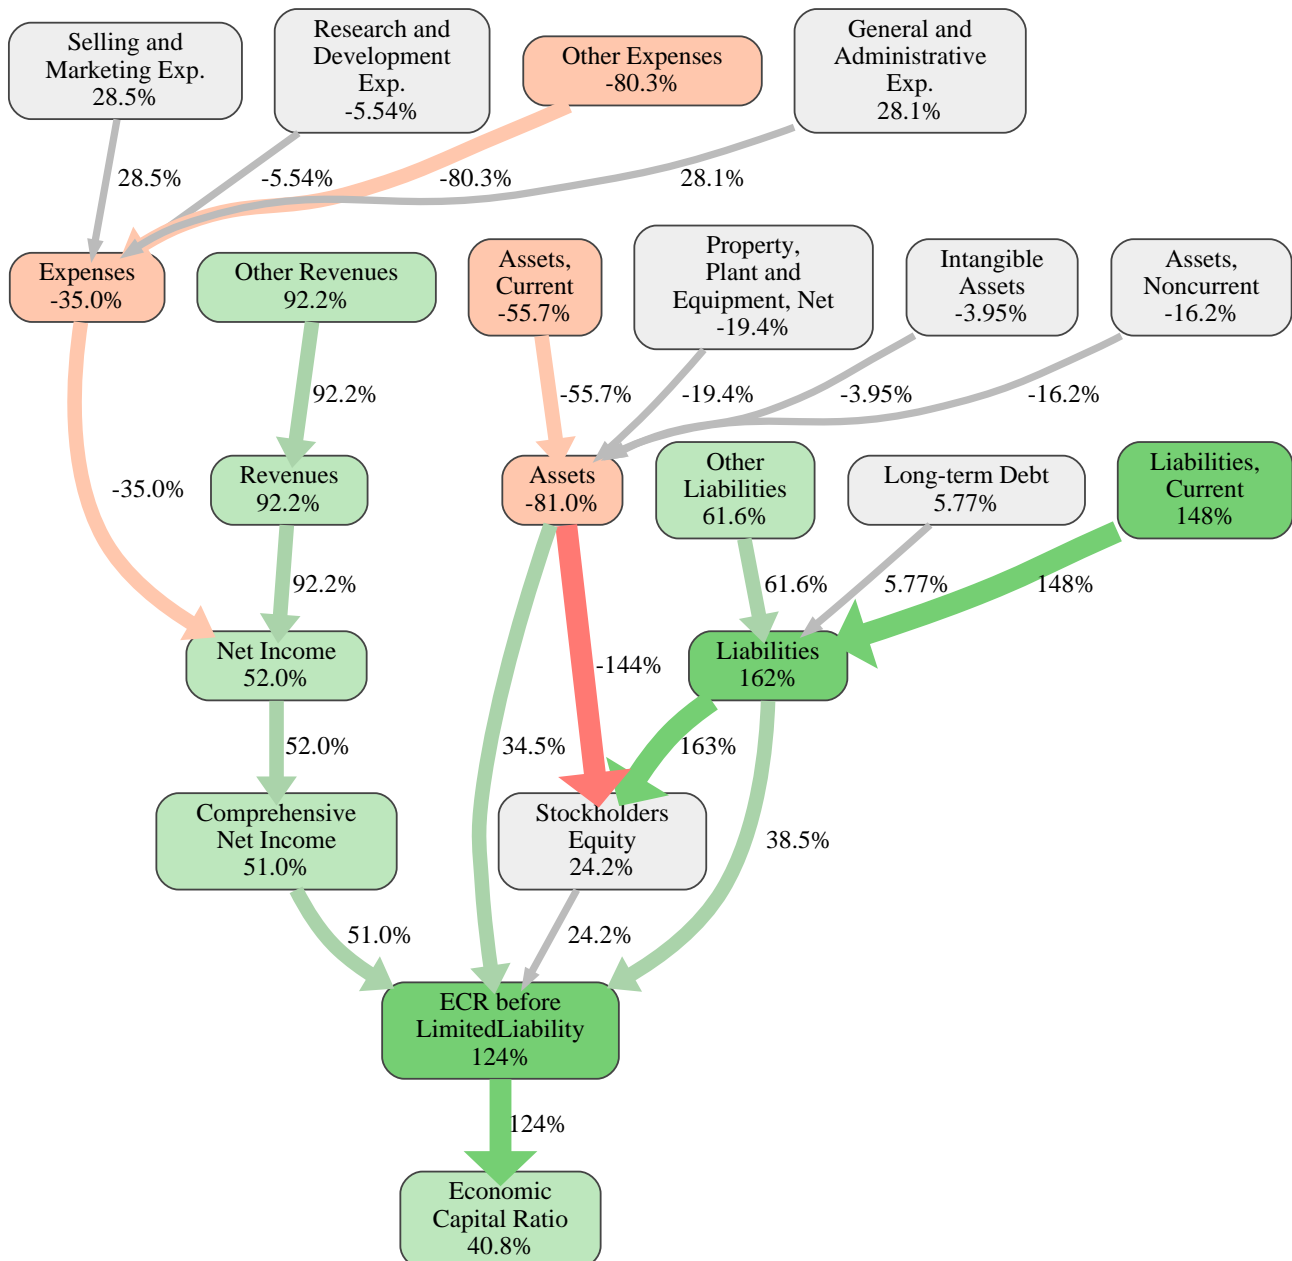 Selling and
Marketing Exp.
28.5%
Research and
Development
Exp.
-5.54%
Other Expenses
-80.3%
General and
Administrative
Exp.
28.1%
28.5%
-5.54%
-80.3%
28.1%
Expenses
-35.0%
Other Revenues
92.2%
Assets,
Current
-55.7%
Property,
Plant and
Equipment, Net
-19.4%
Intangible
Assets
-3.95%
Assets,
Noncurrent
-16.2%
92.2%
-55.7%
-19.4%
-3.95%
-16.2%
-35.0%
Revenues
92.2%
Assets
-81.0%
Other
Liabilities
61.6%
Long-term Debt
5.77%
Liabilities,
Current
148%
92.2%
61.6%
5.77%
148%
Net Income
52.0%
-144%
Liabilities
162%
52.0%
34.5%
163%
Comprehensive
Net Income
51.0%
Stockholders
Equity
24.2%
38.5%
51.0%
24.2%
ECR before
LimitedLiability
124%
124%
Economic
Capital Ratio
40.8%